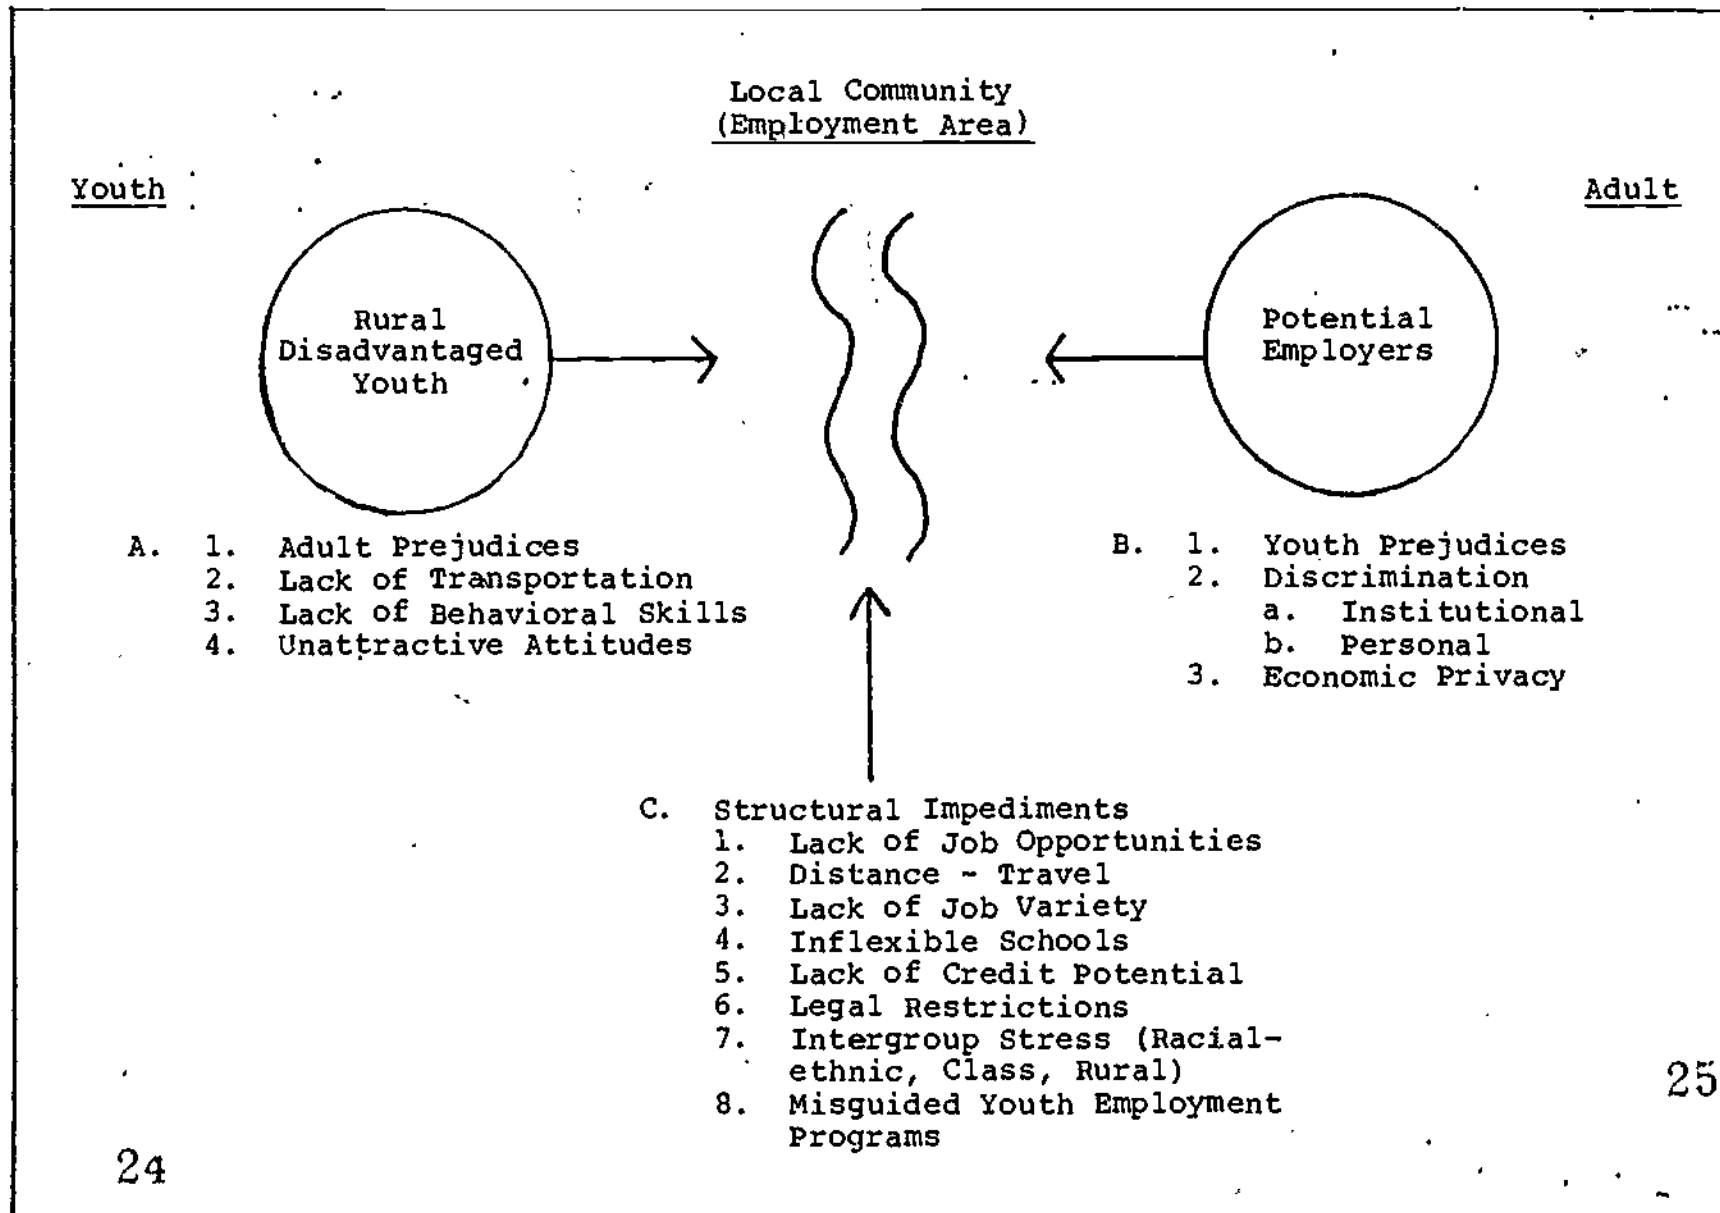 Local Community
(Employment Area)
Youth
Adult
Rural
Disadvantaged
Youth
Potential
Employers
A. 1. Adult Prejudices
2. Lack of Transportation
3. Lack of Behavioral Skills
4. Unattractive Attitudes
B. 1. Youth Prejudices
2. Discrimination
a. Institutional
b. Personal
3. Economic Privacy
C. Structural Impediments
1. Lack of Job Opportunities
2. Distance - Travel
3. Lack of Job Variety
4. Inflexible Schools
5. Lack of Credit Potential
6. Legal Restrictions
7. Intergroup Stress (Racial-
ethnic, Class, Rural)
8. Misguided Youth Employment
Programs
24
25